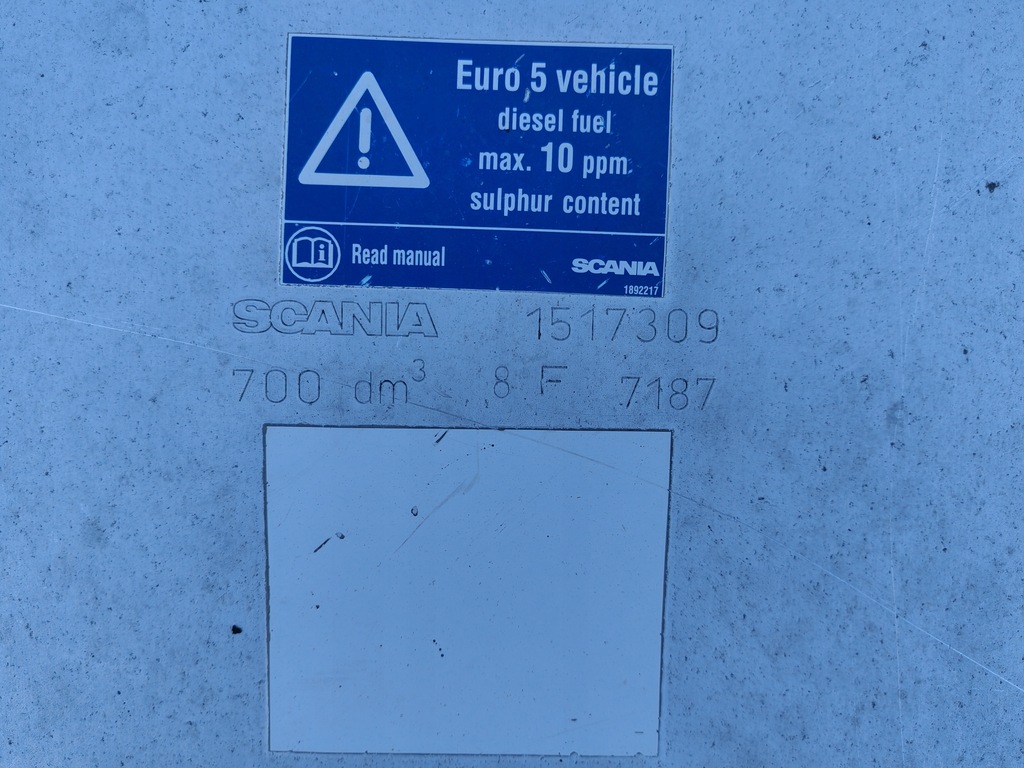 Euro 5 vehicle
diesel fuel
max. 10 ppm
sulphur content
Read manual
SCANIA
1892217
SCANIA 1517309
700 dm³ 8 F 7187